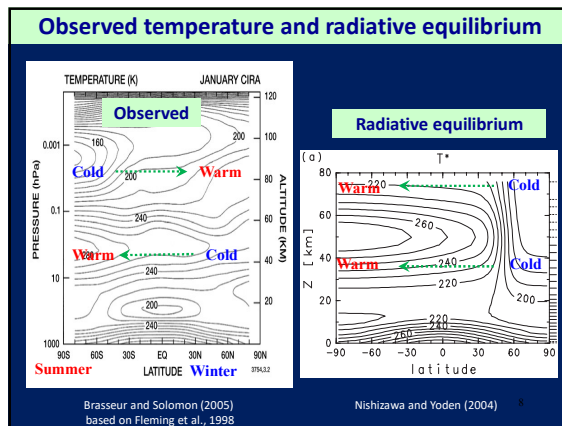 Observed temperature and radiative equilibrium
TEMPERATURE (K) JANUARY CIRA
Observed
120
200
160
100
0.001
Cold
Warm
200
80
PRESSURE (hPa)
ALTITUDE (KM)
0.1
240
60
Warm
Cold
40
10
240
240
20
200
240
1000
90S 60S 30S EQ 30N 60N 90N
LATITUDE
3754,3.2
Summer
Winter
Brasseur and Solomon (2005)
based on Fleming et al., 1998
Radiative equilibrium
(a) T*
80
220
Warm
Cold
60
260
Z [km]
40
Warm
240
Cold
220
20
200
220
240
260
0
-90 -60 -30 0 30 60 90
latitude
Nishizawa and Yoden (2004)
8